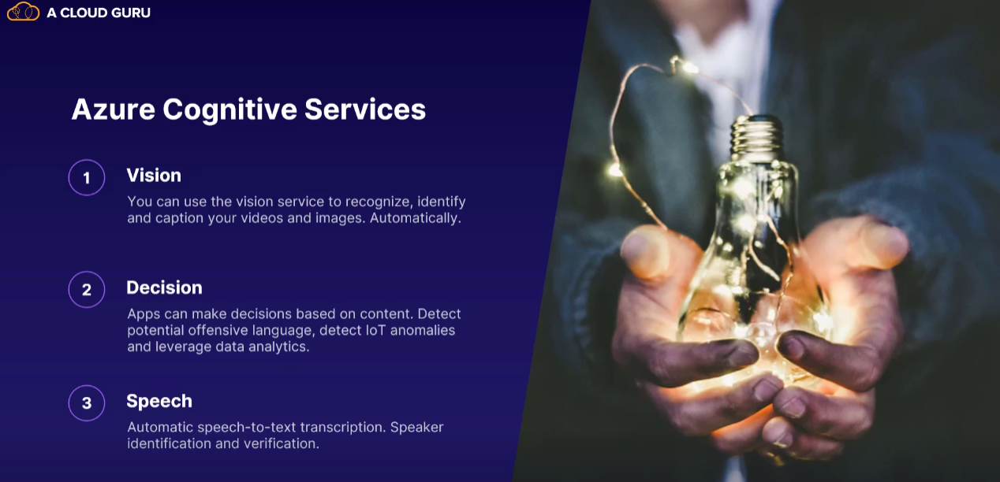 A CLOUD GURU
Azure Cognitive Services
1
Vision
You can use the vision service to recognize, identify
and caption your videos and images. Automatically.
2
Decision
Apps can make decisions based on content. Detect
potential offensive language, detect IoT anomalies
and leverage data analytics.
3
Speech
Automatic speech-to-text transcription. Speaker
identification and verification.